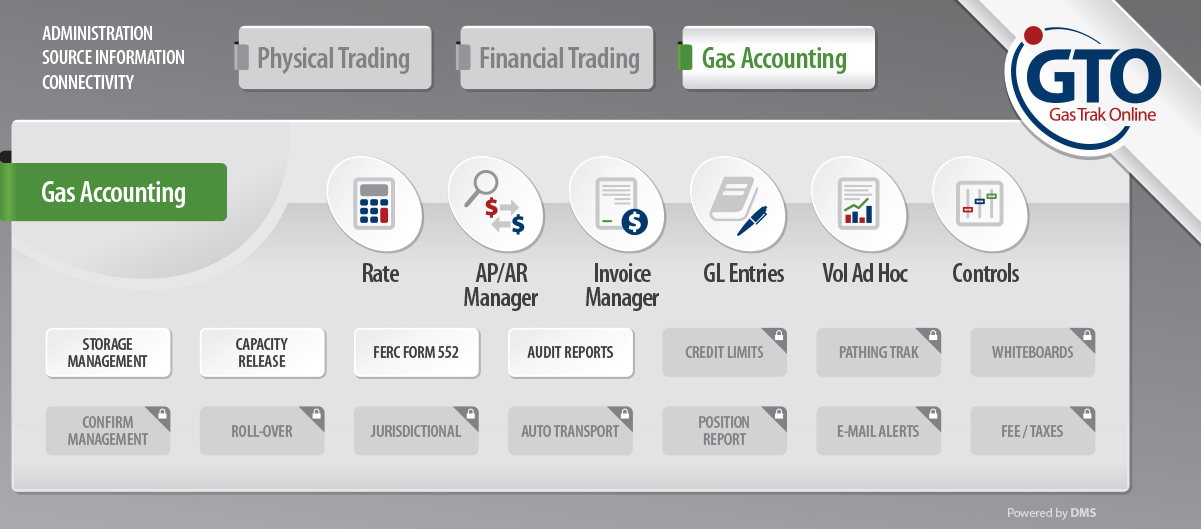 ADMINISTRATION
SOURCE INFORMATION
CONNECTIVITY
Physical Trading
Financial Trading
Gas Accounting
GTO
GasTrak Online
Gas Accounting
Rate
AP/AR
Manager
Invoice
Manager
GL Entries
Vol Ad Hoc
Controls
STORAGE
MANAGEMENT
CAPACITY
RELEASE
FERC FORM 552
AUDIT REPORTS
CREDIT LIMITS
PATHING TRAK
WHITEBOARDS
CONFIRM
MANAGEMENT
ROLL-OVER
JURISDICTIONAL
AUTO TRANSPORT
POSITION
REPORT
E-MAIL ALERTS
FEE / TAXES
Powered by DMS